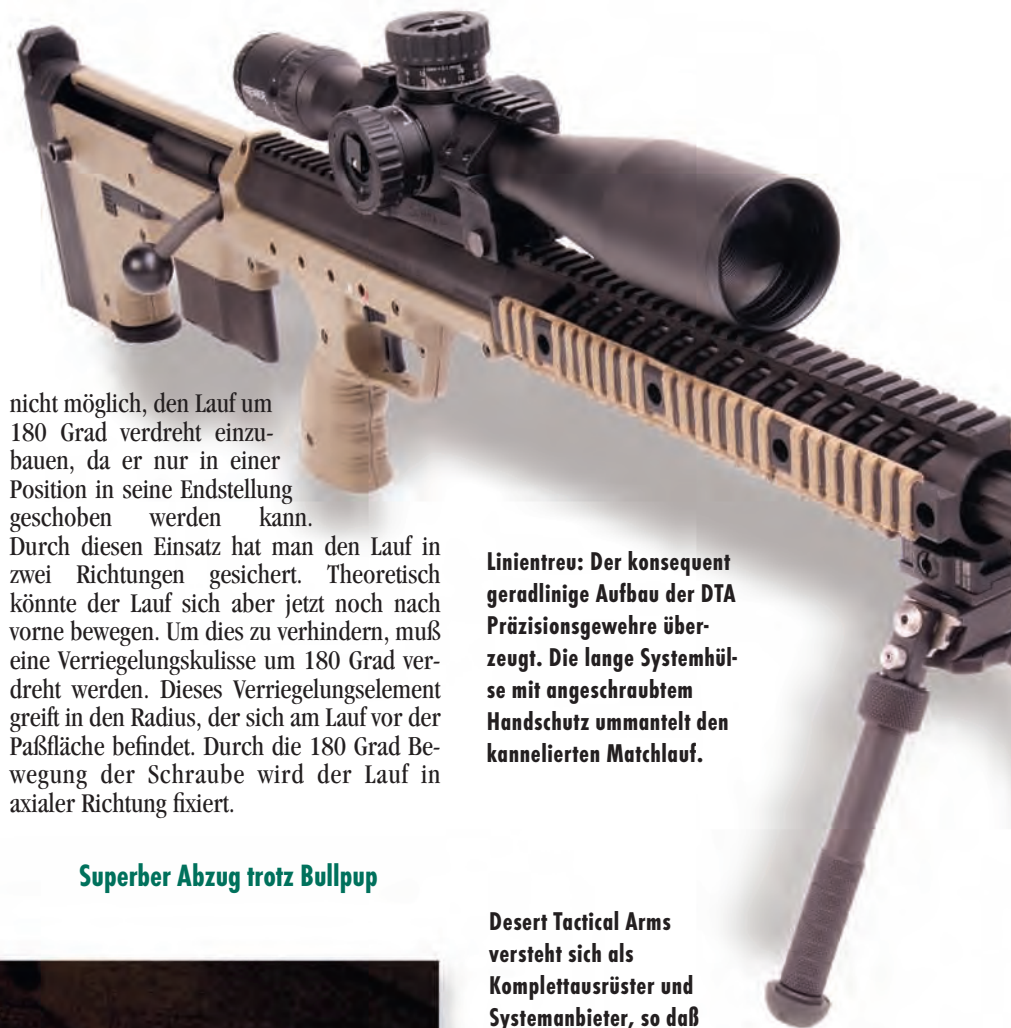 nicht möglich, den Lauf um
180 Grad verdreht einzu-
bauen, da er nur in einer
Position in seine Endstellung
geschoben werden kann.
Durch diesen Einsatz hat man den Lauf in
zwei Richtungen gesichert. Theoretisch
könnte der Lauf sich aber jetzt noch nach
vorne bewegen. Um dies zu verhindern, muß
eine Verriegelungskulisse um 180 Grad ver-
dreht werden. Dieses Verriegelungselement
greift in den Radius, der sich am Lauf vor der
Paßfläche befindet. Durch die 180 Grad Be-
wegung der Schraube wird der Lauf in
axialer Richtung fixiert.
Superber Abzug trotz Bullpup
Linientreu: Der konsequent
geradlinige Aufbau der DTA
Präzisionsgewehre über-
zeugt. Die lange Systemhül-
se mit angeschraubtem
Handschutz ummantelt den
kannelierten Matchlauf.
Desert Tactical Arms
versteht sich als
Komplettausrüster und
Systemanbieter, so daß